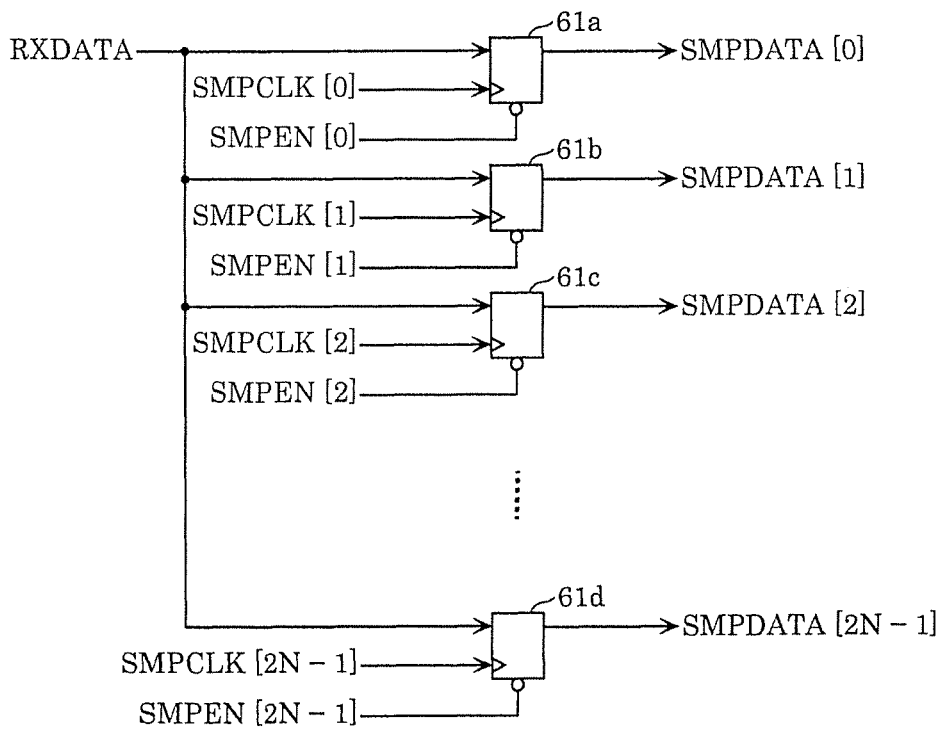 61a
RXDATA
SMPDATA [0]
SMPCLK [0]
SMPEN [0]
61b
SMPDATA [1]
SMPCLK [1]
SMPEN [1]
61c
SMPDATA [2]
SMPCLK [2]
SMPEN [2]
61d
SMPDATA [2N − 1]
SMPCLK [2N − 1]
SMPEN [2N − 1]